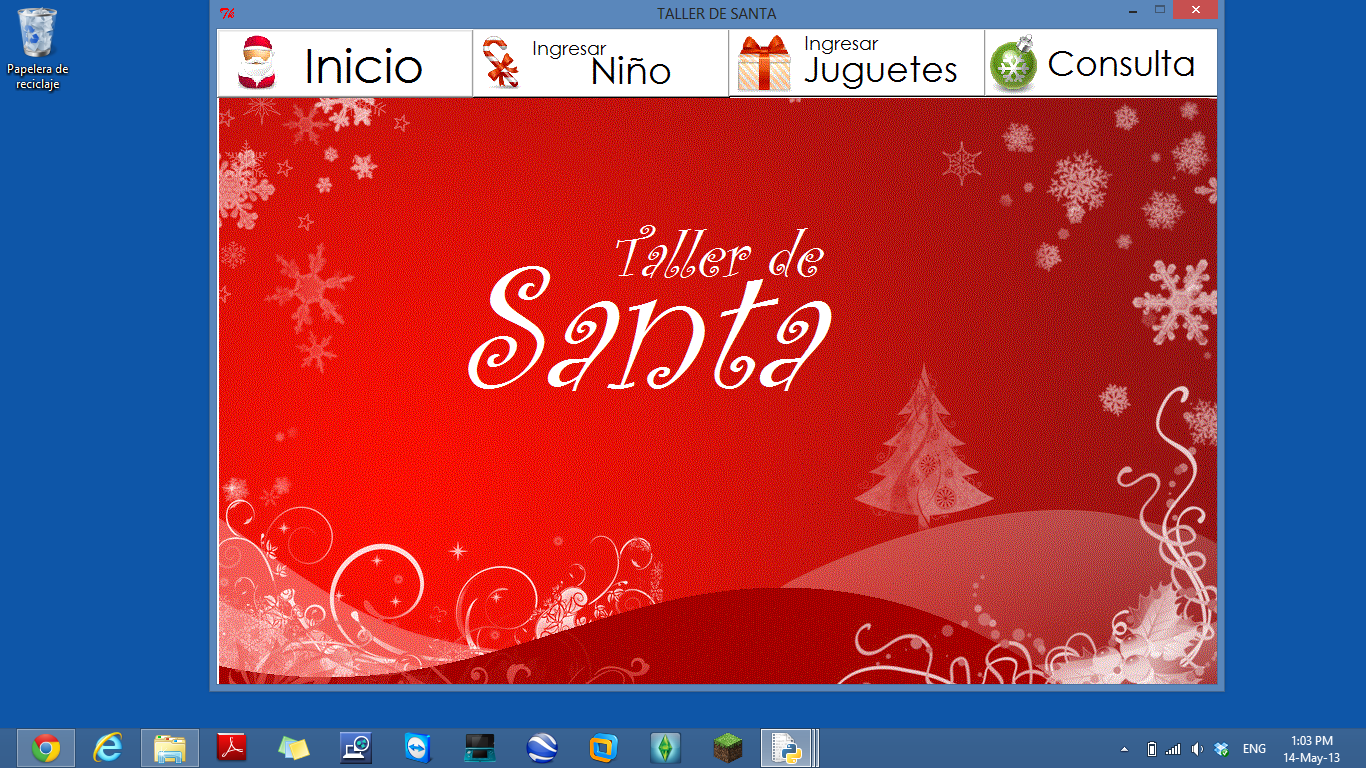 TALLER DE SANTA
Papelera de
reciclaje
Inicio
Ingresar
Niño
Ingresar
Juguetes
Consulta
Taller de
Santa
ENG
1:03 PM
14-May-13